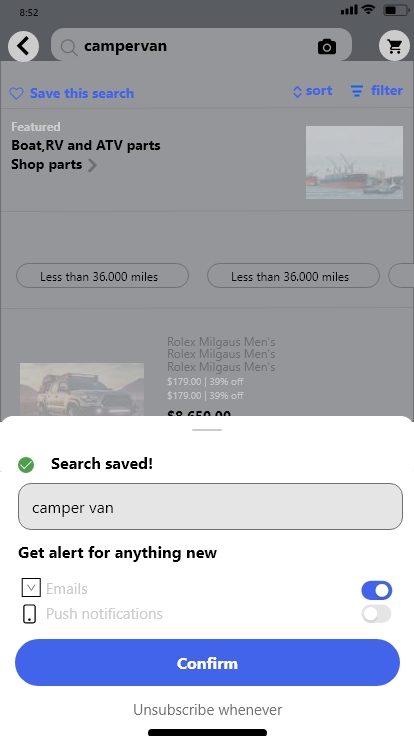 8:52
campervan
Save this search
sort
filter
Featured
Boat,RV and ATV parts
Shop parts
Less than 36.000 miles
Less than 36.000 miles
Rolex Milgaus Men's
Rolex Milgaus Men's
Rolex Milgaus Men's
$179.00 | 39% off
$179.00 | 39% off
$8,650.00
Search saved!
camper van
Get alert for anything new
Emails
Push notifications
Confirm
Unsubscribe whenever